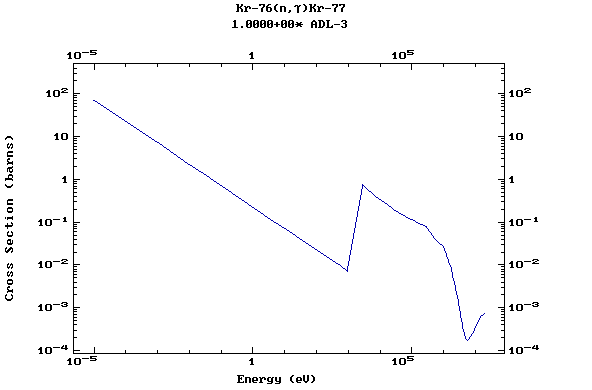 Kr-76(n,γ)Kr-77
1.0000+00* ADL-3
10⁻⁵ 1 10⁵
10² 10²
10 10
1 1
10⁻¹ 10⁻¹
10⁻² 10⁻²
10⁻³ 10⁻³
10⁻⁴ 10⁻⁴
10⁻⁵ 1 10⁵
Cross Section (barns)
Energy (eV)